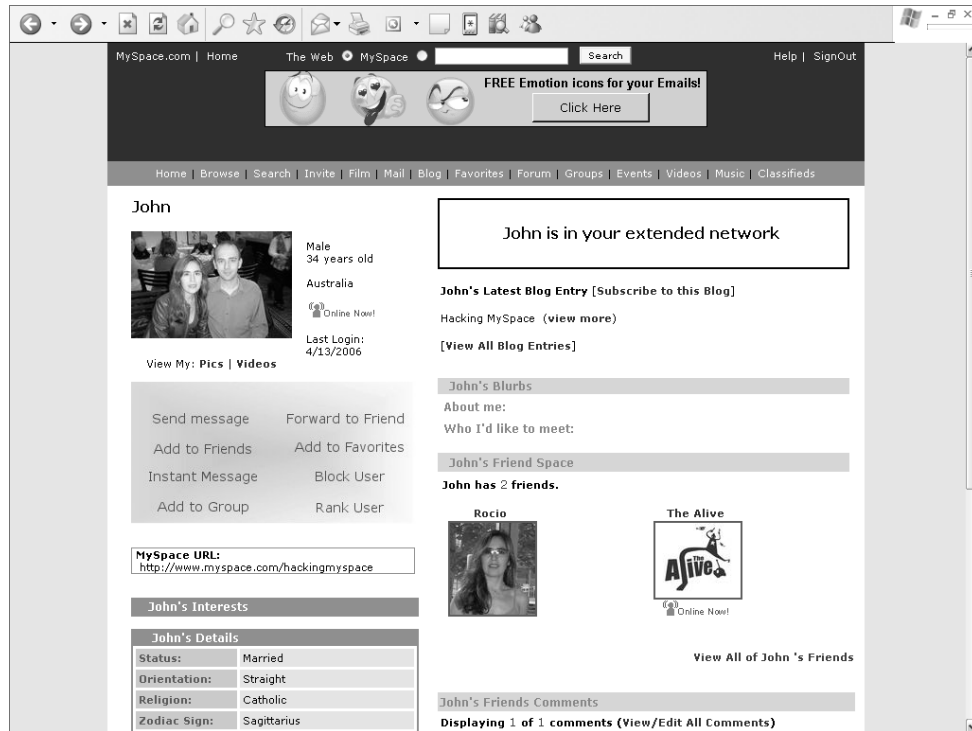 MySpace.com | Home
The Web MySpace Search
Help | SignOut
FREE Emotion icons for your Emails!
Click Here
Home | Browse | Search | Invite | Film | Mail | Blog | Favorites | Forum | Groups | Events | Videos | Music | Classifieds
John
Male
34 years old
Australia
Online Now!
Last Login:
4/13/2006
View My: Pics | Videos
Send message Forward to Friend
Add to Friends Add to Favorites
Instant Message Block User
Add to Group Rank User
MySpace URL:
http://www.myspace.com/hackingmyspace
John's Interests
John's Details
Status: Married
Orientation: Straight
Religion: Catholic
Zodiac Sign: Sagittarius
John is in your extended network
John's Latest Blog Entry [Subscribe to this Blog]
Hacking MySpace (view more)
[View All Blog Entries]
John's Blurbs
About me:
Who I'd like to meet:
John's Friend Space
John has 2 friends.
Rocio
The Alive
The Alive
Online Now!
View All of John 's Friends
John's Friends Comments
Displaying 1 of 1 comments (View/Edit All Comments)